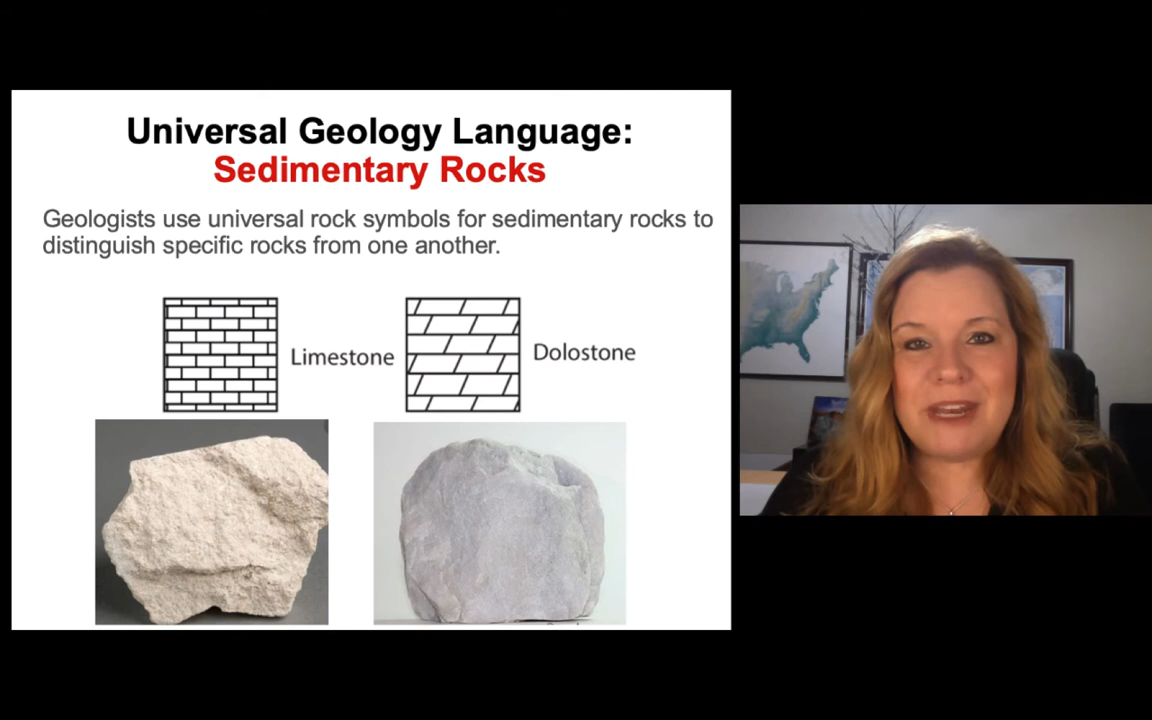 Universal Geology Language:
Sedimentary Rocks
Geologists use universal rock symbols for sedimentary rocks to
distinguish specific rocks from one another.
Limestone
Dolostone